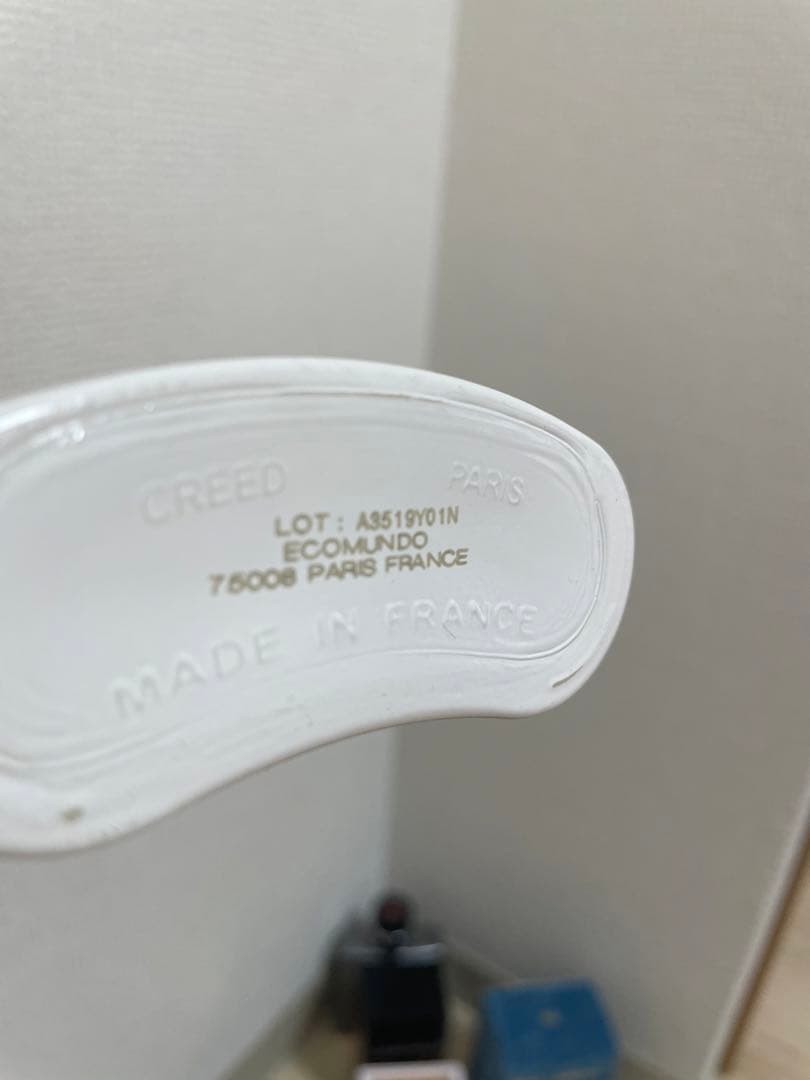 CREED PARIS
LOT : A3519Y01N
ECOMUNDO
75008 PARIS FRANCE
MADE IN FRANCE